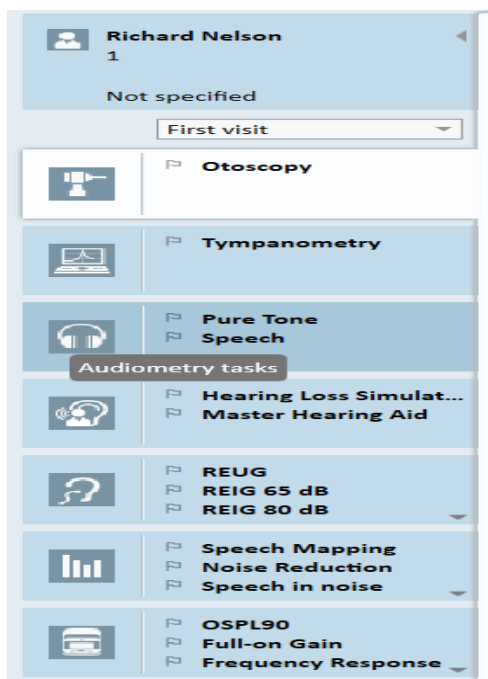 Richard Nelson
1
Not specified
First visit
Otoscopy
Tympanometry
Pure Tone
Speech
Audiometry tasks
Hearing Loss Simulat...
Master Hearing Aid
REUG
REIG 65 dB
REIG 80 dB
Speech Mapping
Noise Reduction
Speech in noise
OSPL90
Full-on Gain
Frequency Response